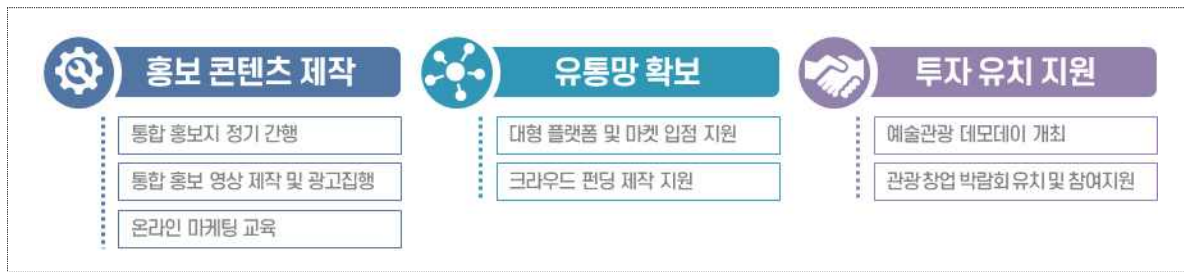 홍보 콘텐츠 제작
통합 홍보지 정기 간행
통합 홍보 영상 제작 및 광고집행
온라인 마케팅 교육
유통망 확보
대형 플랫폼 및 마켓 입점 지원
크라우드 펀딩 제작 지원
투자 유치 지원
예술관광 데모데이 개최
관광창업 박람회 유치 및 참여지원